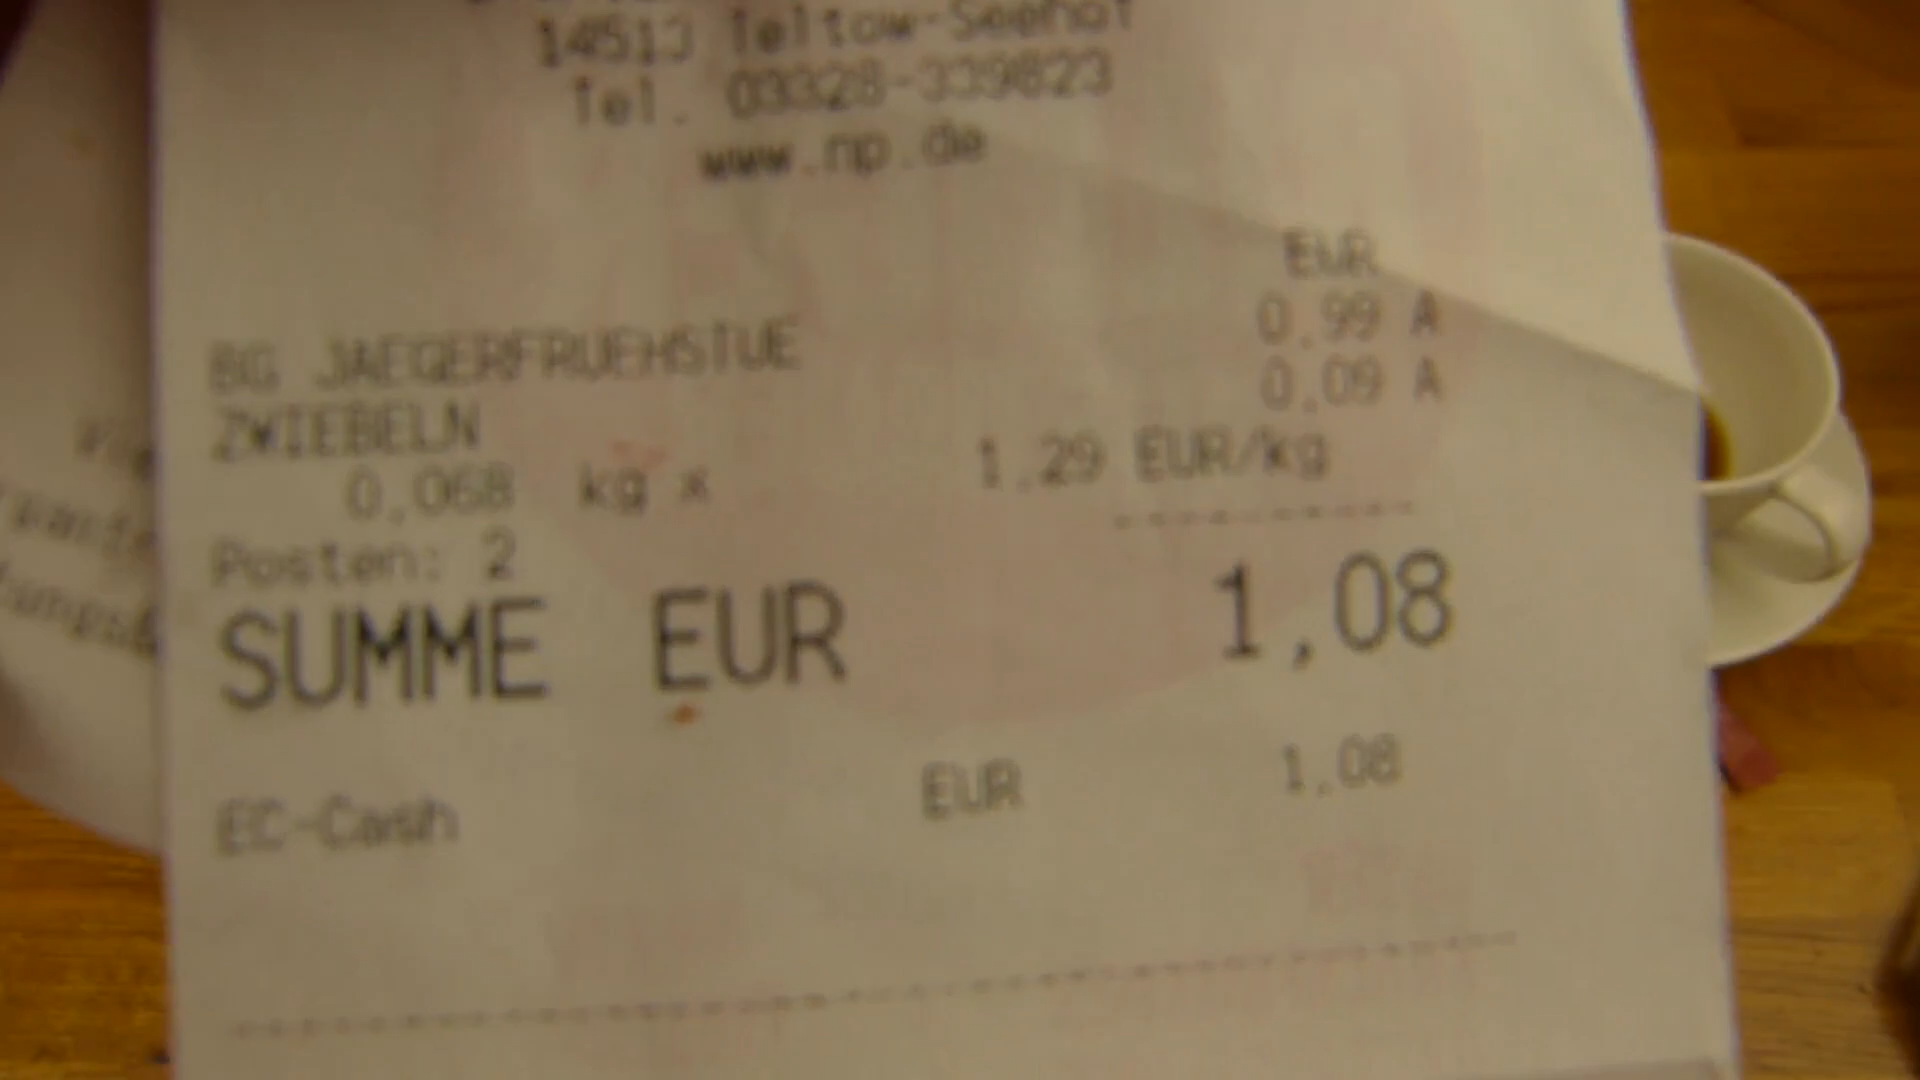 14513 Teltow-Seehof
Tel. 03328-339823
www.np.de
EUR
BG JAEGERFRUEHSTUE 0,99 A
ZWIEBELN 0,09 A
0,068 kg x 1,29 EUR/kg
Posten: 2
SUMME EUR 1,08
EC-Cash EUR 1,08